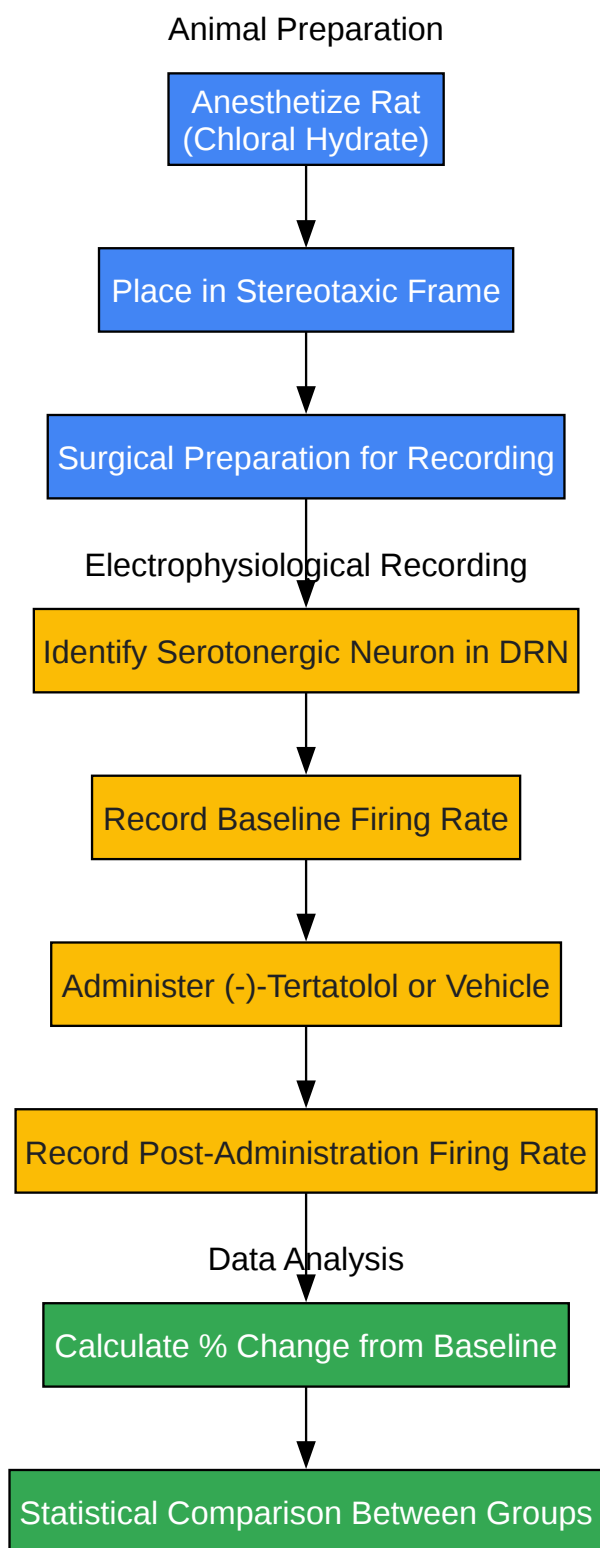 Animal Preparation
Anesthetize Rat
(Chloral Hydrate)
Place in Stereotaxic Frame
Surgical Preparation for Recording
Electrophysiological Recording
Identify Serotonergic Neuron in DRN
Record Baseline Firing Rate
Administer (-)-Tertatolol or Vehicle
Record Post-Administration Firing Rate
Data Analysis
Calculate % Change from Baseline
Statistical Comparison Between Groups